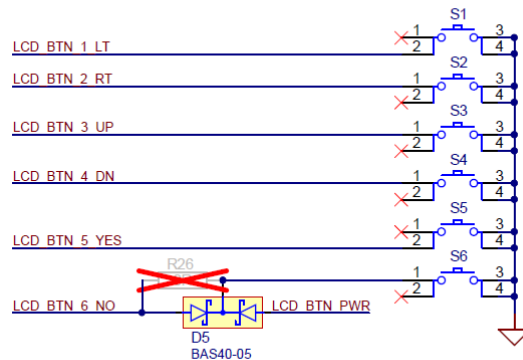 S1
1 3
LCD_BTN_1_LT 2 4
S2
LCD_BTN_2_RT 1 3
2 4
S3
LCD_BTN_3_UP 1 3
2 4
S4
LCD_BTN_4_DN 1 3
2 4
S5
1 3
LCD_BTN_5_YES 2 4
R26 S6
1 3
2 4
LCD_BTN_6_NO LCD_BTN_PWR
D5
BAS40-05